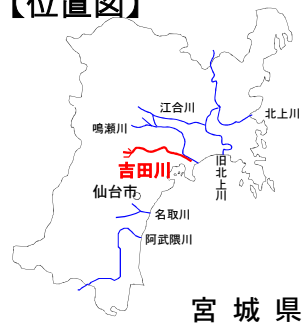 【位置図】
江合川
北上川
鳴瀬川
旧北上川
吉田川
仙台市
名取川
阿武隈川
宮城県